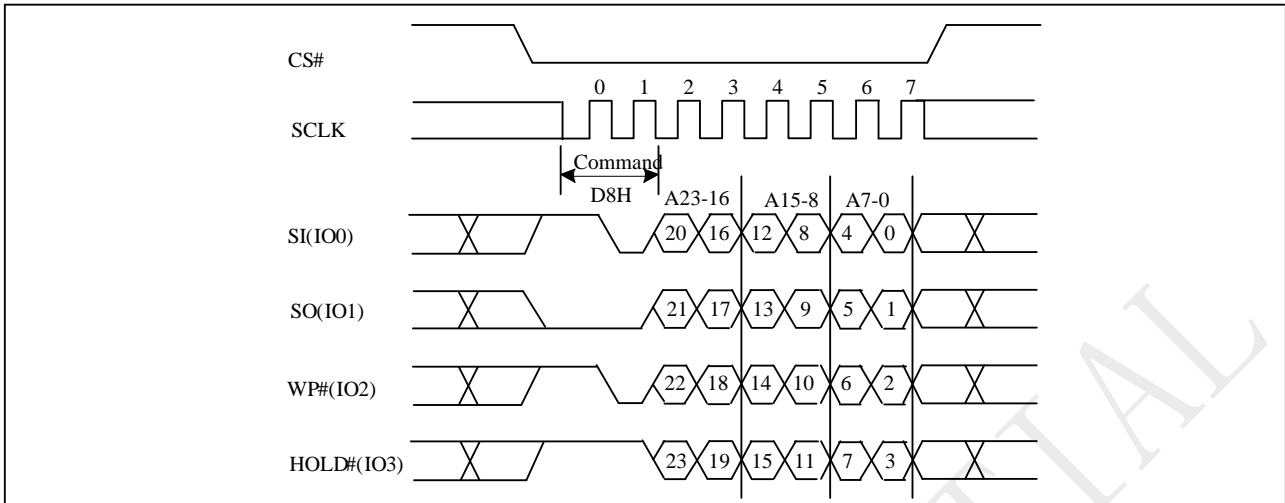 CS#
0 1 2 3 4 5 6 7
SCLK
Command
D8H
A23-16 A15-8 A7-0
SI(IO0) 20 16 12 8 4 0
SO(IO1) 21 17 13 9 5 1
WP#(IO2) 22 18 14 10 6 2
HOLD#(IO3) 23 19 15 11 7 3
TIAL